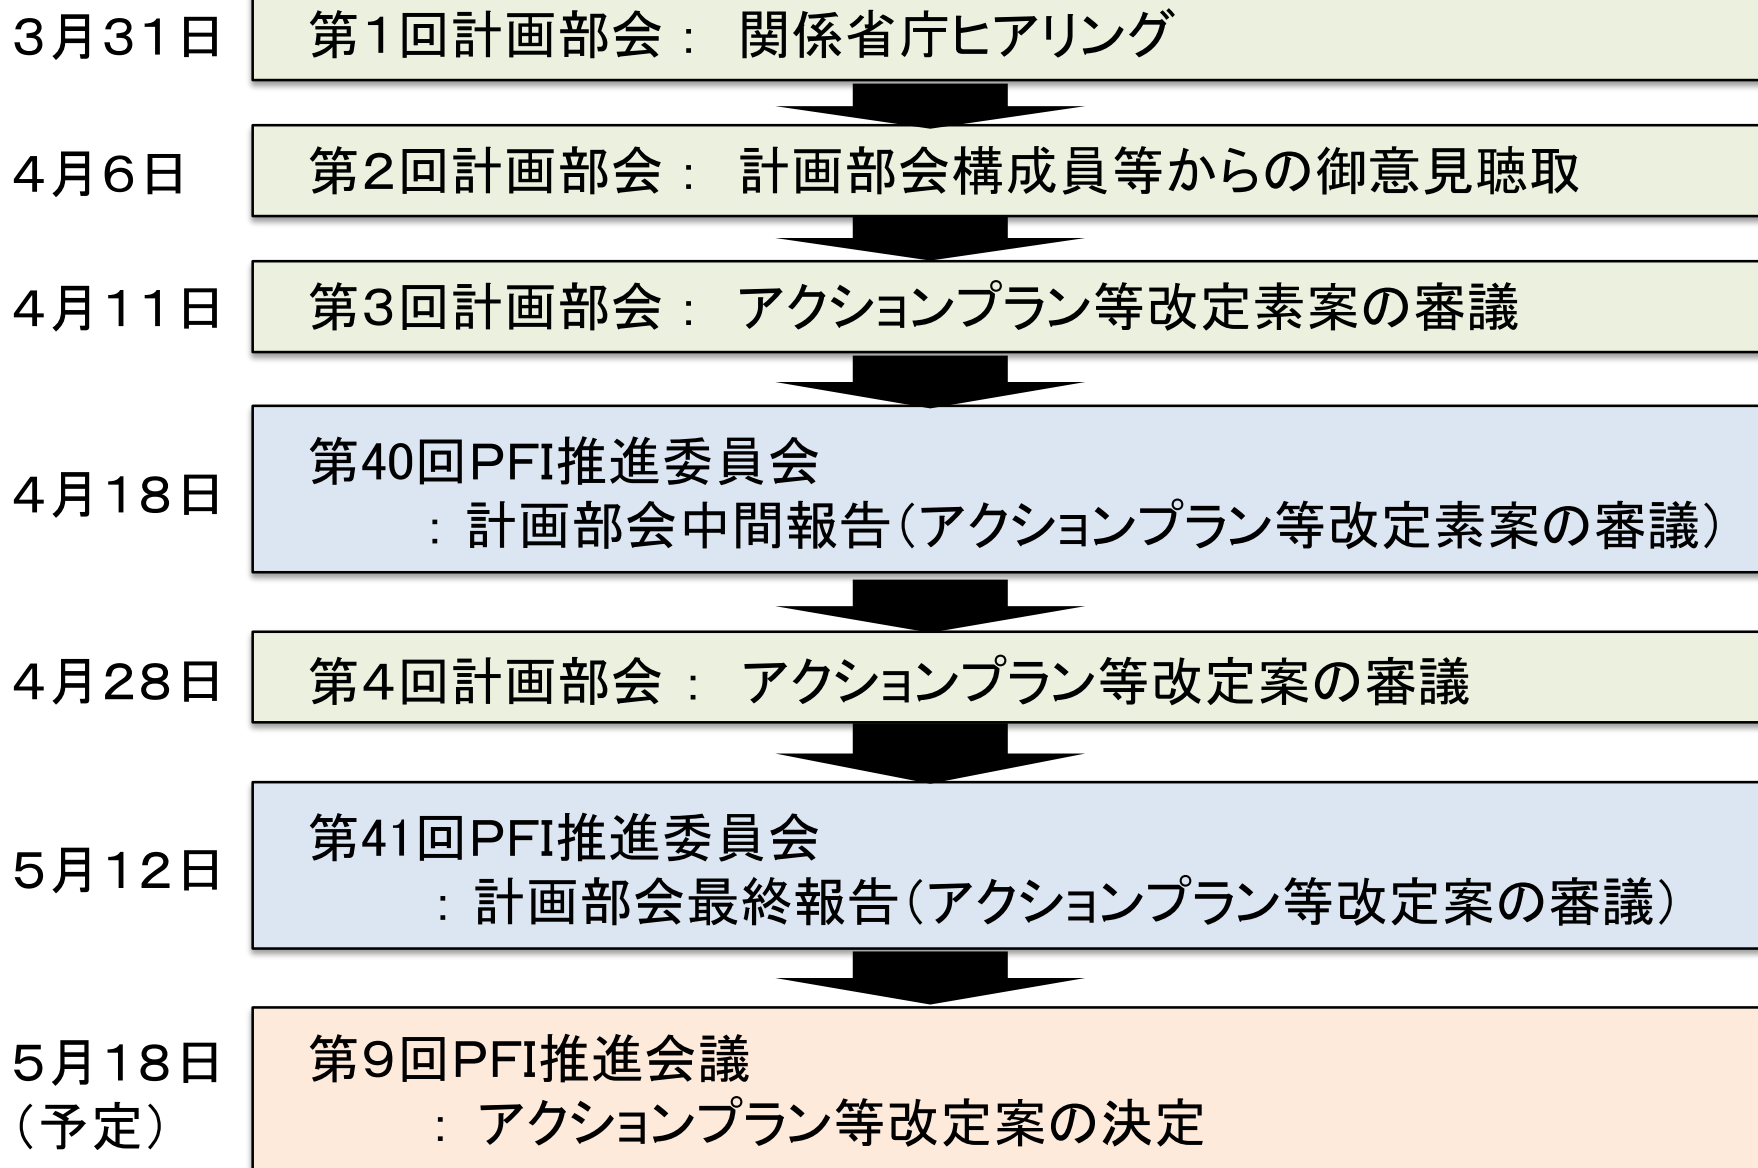 3月31日
第1回計画部会： 関係省庁ヒアリング
4月6日
第2回計画部会： 計画部会構成員等からの御意見聴取
4月11日
第3回計画部会： アクションプラン等改定素案の審議
4月18日
第40回PFI推進委員会
：計画部会中間報告（アクションプラン等改定素案の審議）
4月28日
第4回計画部会： アクションプラン等改定案の審議
5月12日
第41回PFI推進委員会
：計画部会最終報告（アクションプラン等改定案の審議）
5月18日
（予定）
第9回PFI推進会議
：アクションプラン等改定案の決定